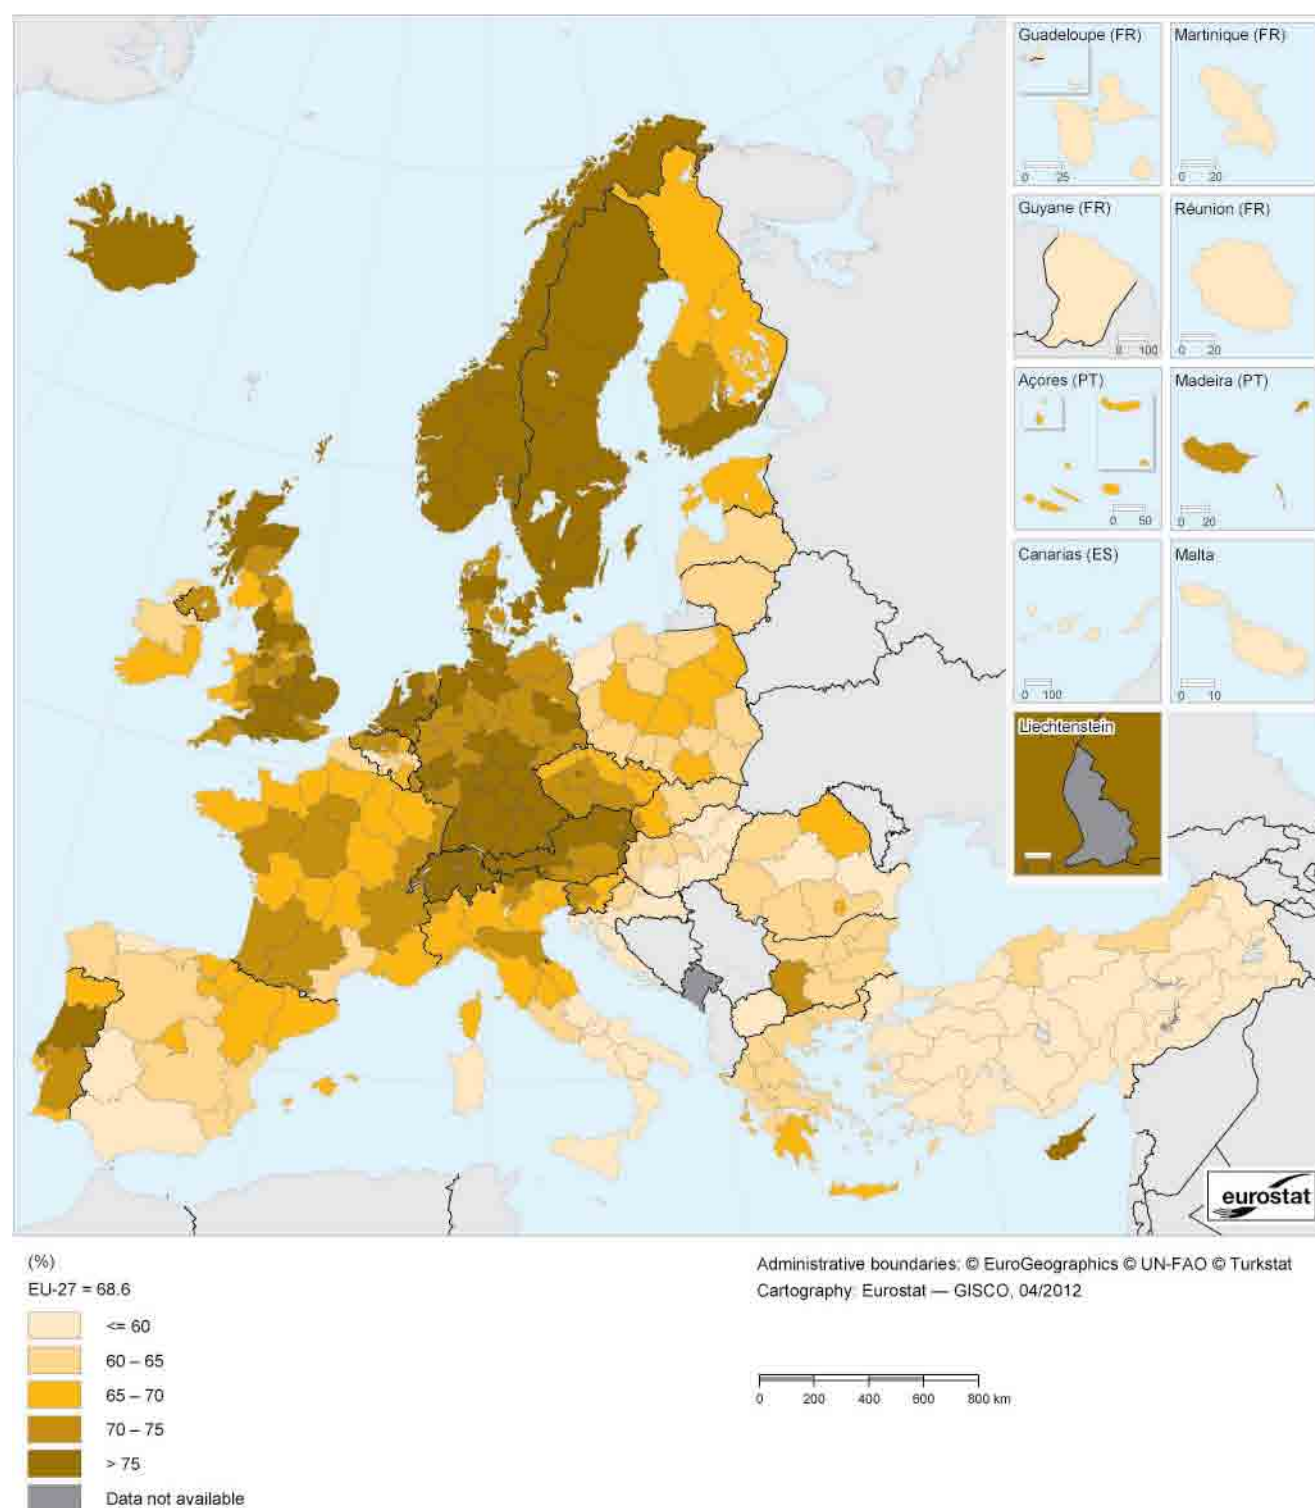 Guadeloupe (FR)
0 25
Martinique (FR)
0 20
Guyane (FR)
0 100
Réunion (FR)
0 20
Açores (PT)
0 50
Madeira (PT)
0 20
Canarias (ES)
0 100
Malta
0 10
Liechtenstein
eurostat
(%)
EU-27 = 68.6
<= 60
60 – 65
65 – 70
70 – 75
> 75
Data not available
Administrative boundaries: © EuroGeographics © UN-FAO © Turkstat
Cartography: Eurostat — GISCO, 04/2012
0 200 400 600 800 km